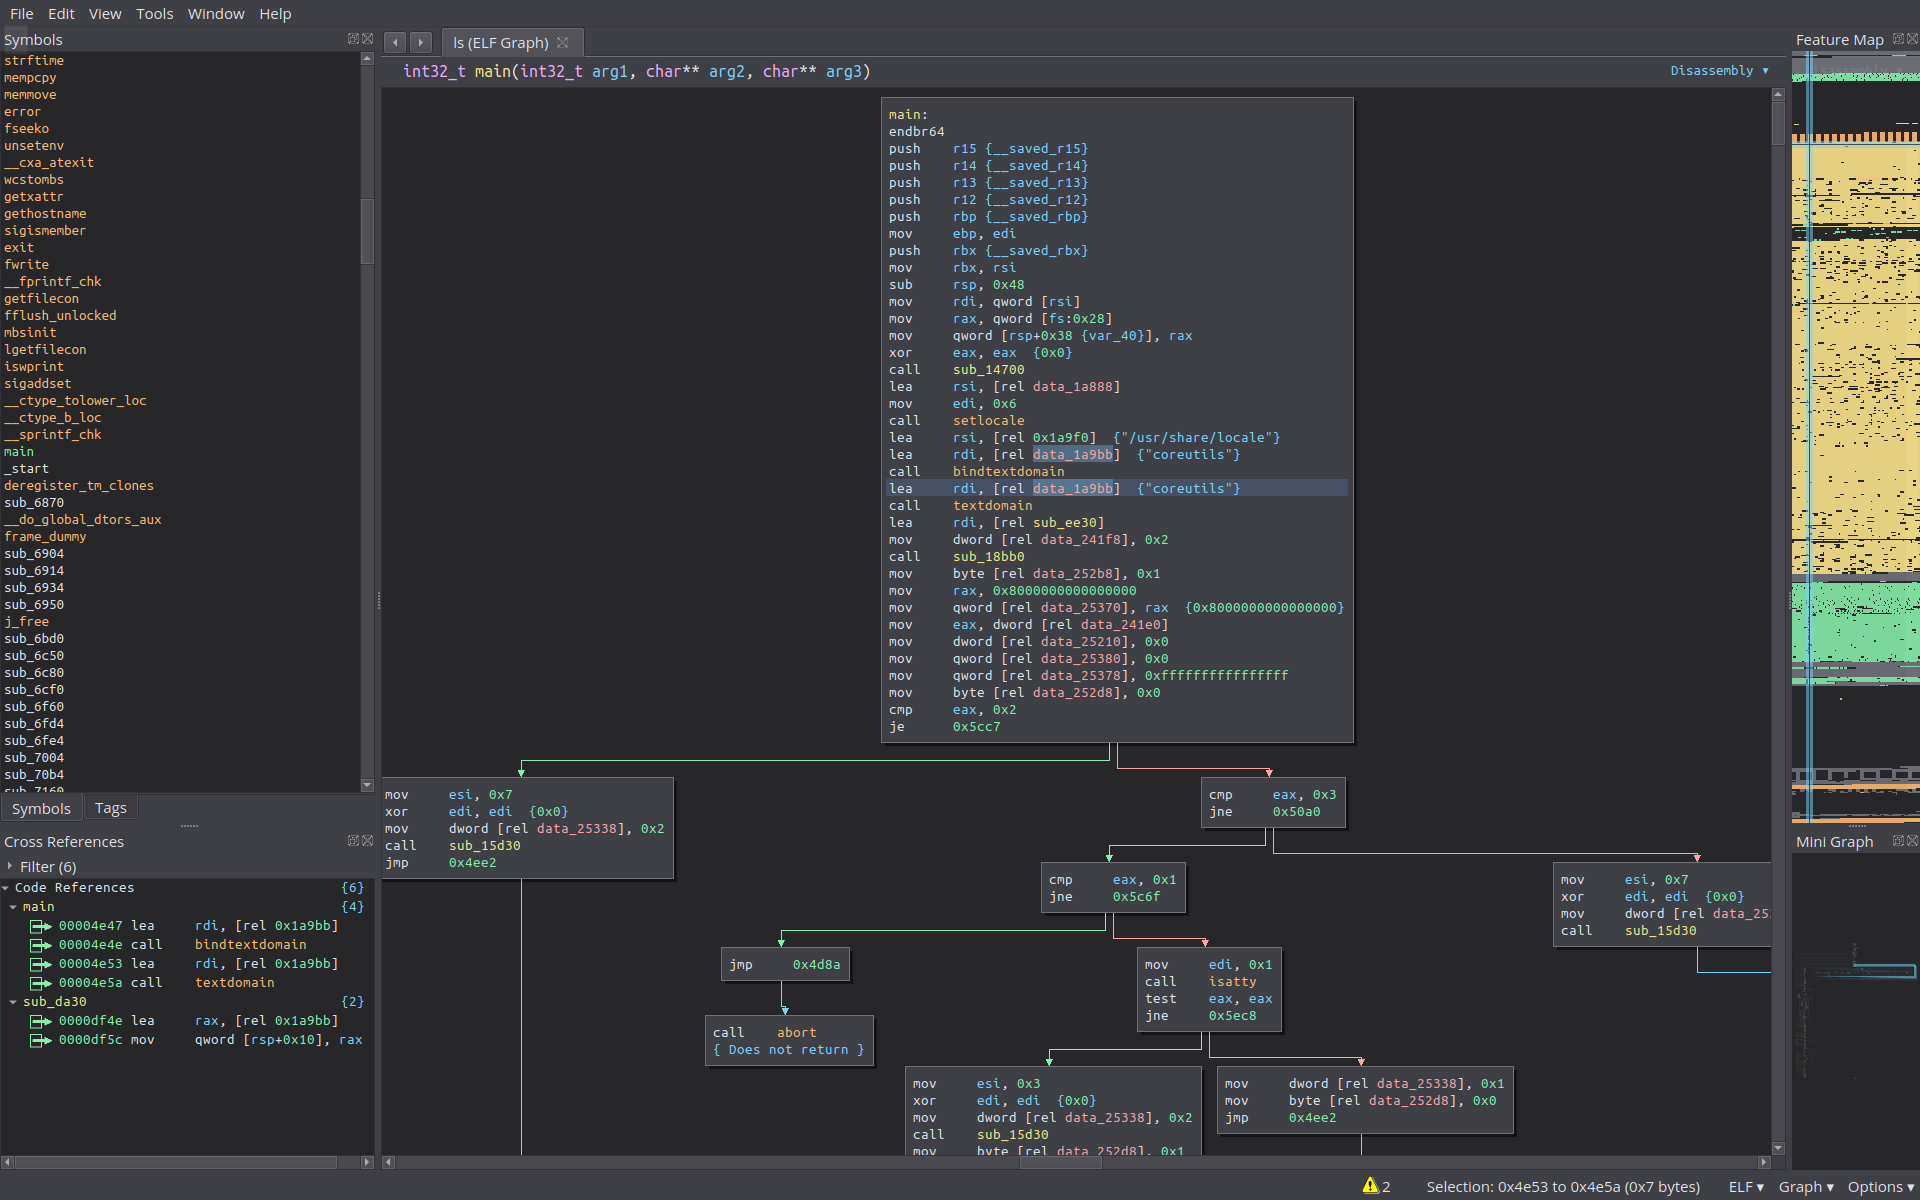 File Edit View Tools Window Help
Symbols
strftime
mempcpy
memmove
error
fseeko
unsetenv
__cxa_atexit
wcstombs
getxattr
gethostname
sigismember
exit
fwrite
__fprintf_chk
getfilecon
fflush_unlocked
mbsinit
lgetfilecon
iswprint
sigaddset
__ctype_tolower_loc
__ctype_b_loc
__sprintf_chk
main
_start
deregister_tm_clones
sub_6870
__do_global_dtors_aux
frame_dummy
sub_6904
sub_6914
sub_6934
sub_6950
j_free
sub_6bd0
sub_6c50
sub_6c80
sub_6cf0
sub_6f60
sub_6fd4
sub_6fe4
sub_7004
sub_70b4
sub_7160
Symbols Tags
Cross References
Filter (6)
Code References {6}
main {4}
00004e47 lea rdi, [rel 0x1a9bb]
00004e4e call bindtextdomain
00004e53 lea rdi, [rel 0x1a9bb]
00004e5a call textdomain
sub_da30 {2}
0000df4e lea rax, [rel 0x1a9bb]
0000df5c mov qword [rsp+0x10], rax
ls (ELF Graph)
int32_t main(int32_t arg1, char** arg2, char** arg3)
Disassembly ▾
main:
endbr64
push r15 {__saved_r15}
push r14 {__saved_r14}
push r13 {__saved_r13}
push r12 {__saved_r12}
push rbp {__saved_rbp}
mov ebp, edi
push rbx {__saved_rbx}
mov rbx, rsi
sub rsp, 0x48
mov rdi, qword [rsi]
mov rax, qword [fs:0x28]
mov qword [rsp+0x38 {var_40}], rax
xor eax, eax {0x0}
call sub_14700
lea rsi, [rel data_1a888]
mov edi, 0x6
call setlocale
lea rsi, [rel 0x1a9f0] {"/usr/share/locale"}
lea rdi, [rel data_1a9bb] {"coreutils"}
call bindtextdomain
lea rdi, [rel data_1a9bb] {"coreutils"}
call textdomain
lea rdi, [rel sub_ee30]
mov dword [rel data_241f8], 0x2
call sub_18bb0
mov byte [rel data_252b8], 0x1
mov rax, 0x8000000000000000
mov qword [rel data_25370], rax {0x8000000000000000}
mov eax, dword [rel data_241e0]
mov dword [rel data_25210], 0x0
mov qword [rel data_25380], 0x0
mov qword [rel data_25378], 0xffffffffffffffff
mov byte [rel data_252d8], 0x0
cmp eax, 0x2
je 0x5cc7
mov esi, 0x7
xor edi, edi {0x0}
mov dword [rel data_25338], 0x2
call sub_15d30
jmp 0x4ee2
cmp eax, 0x3
jne 0x50a0
cmp eax, 0x1
jne 0x5c6f
mov esi, 0x7
xor edi, edi {0x0}
mov dword [rel data_25
call sub_15d30
jmp 0x4d8a
mov edi, 0x1
call isatty
test eax, eax
jne 0x5ec8
call abort
{ Does not return }
mov esi, 0x3
xor edi, edi {0x0}
mov dword [rel data_25338], 0x2
call sub_15d30
mov byte [rel data_252d8], 0x1
mov dword [rel data_25338], 0x1
mov byte [rel data_252d8], 0x0
jmp 0x4ee2
Feature Map
Mini Graph
2 Selection: 0x4e53 to 0x4e5a (0x7 bytes) ELF ▾ Graph ▾ Options ▾